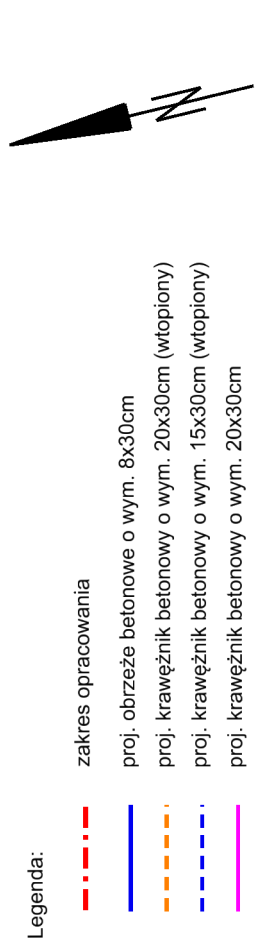 Legenda:
zakres opracowania
proj. obrzeże betonowe o wym. 8x30cm
proj. krawężnik betonowy o wym. 20x30cm (wtopiony)
proj. krawężnik betonowy o wym. 15x30cm (wtopiony)
proj. krawężnik betonowy o wym. 20x30cm
N